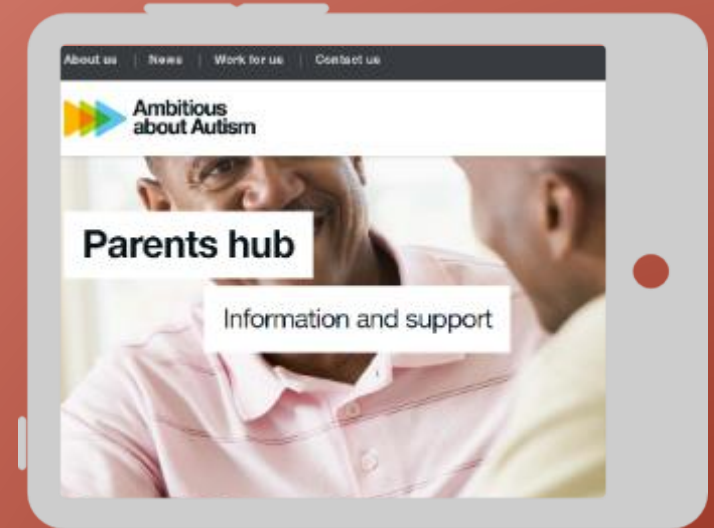 About us | News | Work for us | Contact us
Ambitious
about Autism
Parents hub
Information and support